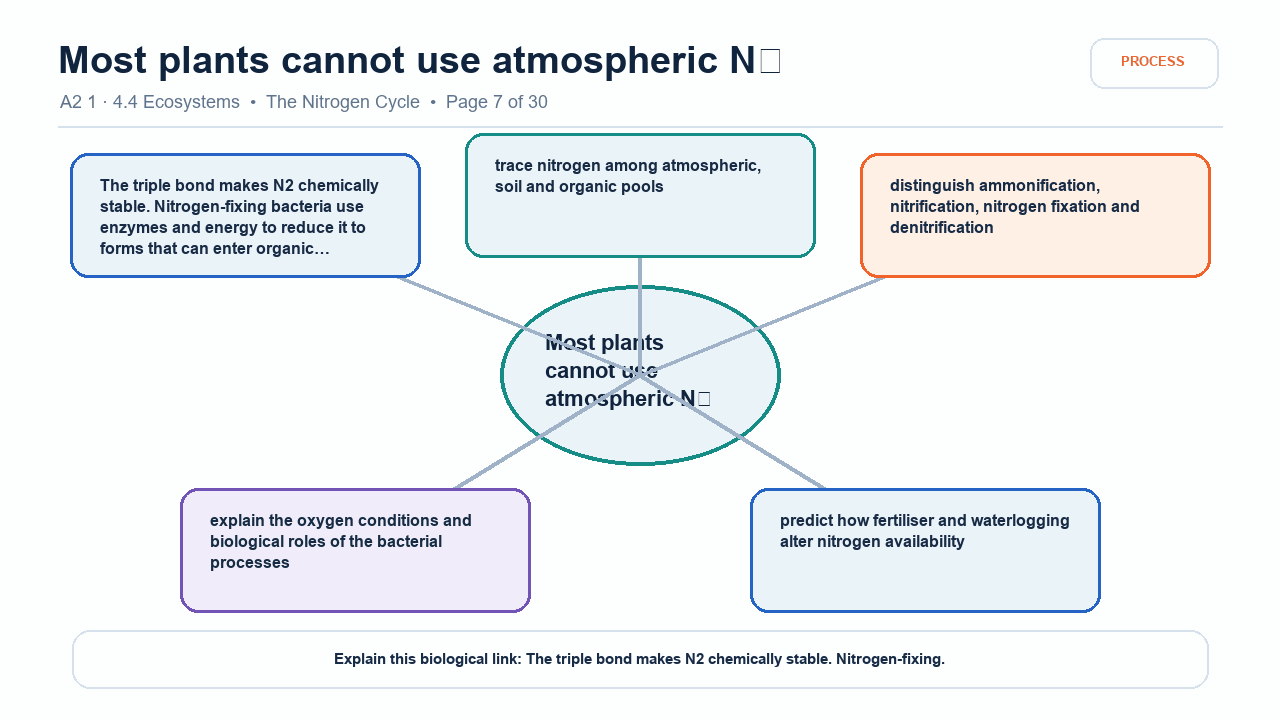 Most plants cannot use atmospheric N□
PROCESS
A2 1 · 4.4 Ecosystems • The Nitrogen Cycle • Page 7 of 30
The triple bond makes N2 chemically
stable. Nitrogen-fixing bacteria use
enzymes and energy to reduce it to
forms that can enter organic…
trace nitrogen among atmospheric,
soil and organic pools
distinguish ammonification,
nitrification, nitrogen fixation and
denitrification
Most plants
cannot use
atmospheric N□
explain the oxygen conditions and
biological roles of the bacterial
processes
predict how fertiliser and waterlogging
alter nitrogen availability
Explain this biological link: The triple bond makes N2 chemically stable. Nitrogen-fixing.